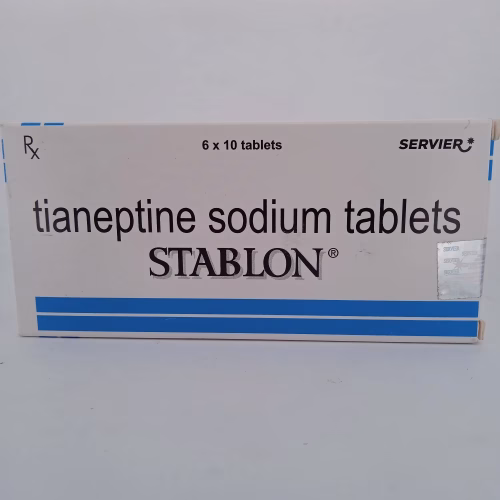 Rx
6 x 10 tablets
SERVIER
tianeptine sodium tablets
STABLON®